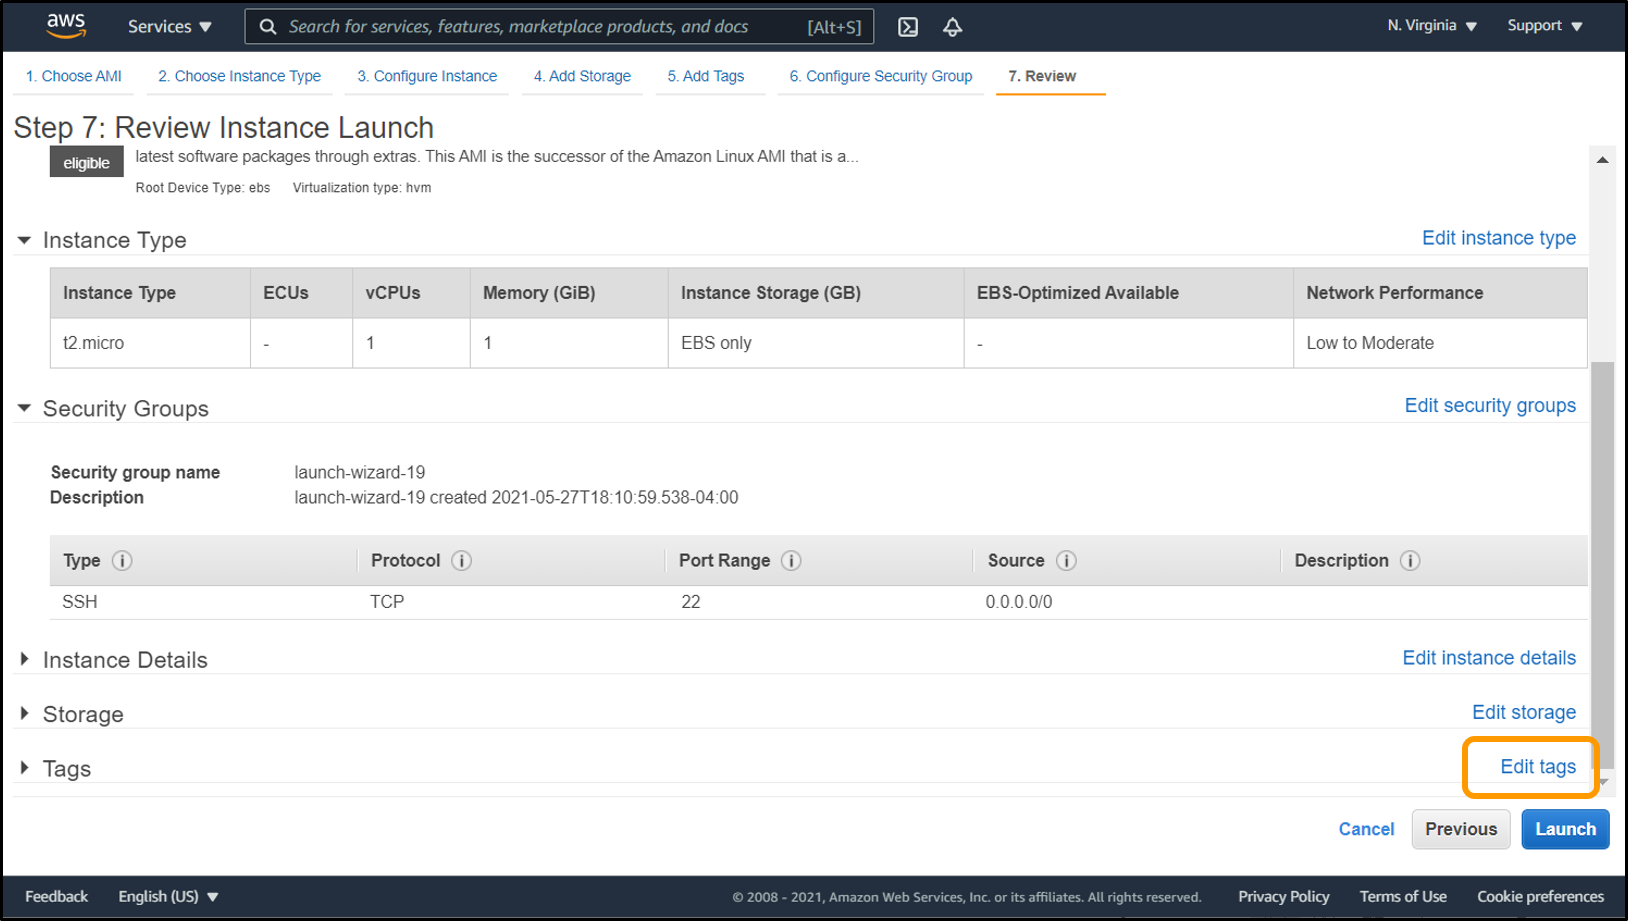 aws Services Search for services, features, marketplace products, and docs [Alt+S] N. Virginia Support
1. Choose AMI 2. Choose Instance Type 3. Configure Instance 4. Add Storage 5. Add Tags 6. Configure Security Group 7. Review
Step 7: Review Instance Launch
eligible latest software packages through extras. This AMI is the successor of the Amazon Linux AMI that is a...
Root Device Type: ebs Virtualization type: hvm
Instance Type Edit instance type
Instance Type ECUs vCPUs Memory (GiB) Instance Storage (GB) EBS-Optimized Available Network Performance
t2.micro - 1 1 EBS only - Low to Moderate
Security Groups Edit security groups
Security group name launch-wizard-19
Description launch-wizard-19 created 2021-05-27T18:10:59.538-04:00
Type i Protocol i Port Range i Source i Description i
SSH TCP 22 0.0.0.0/0
Instance Details Edit instance details
Storage Edit storage
Tags Edit tags
Cancel Previous Launch
Feedback English (US) © 2008 - 2021, Amazon Web Services, Inc. or its affiliates. All rights reserved. Privacy Policy Terms of Use Cookie preferences